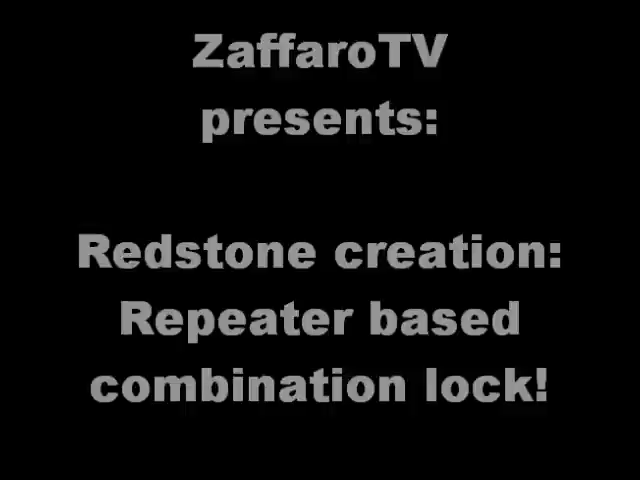 ZaffaroTV
presents:
Redstone creation:
Repeater based
combination lock!